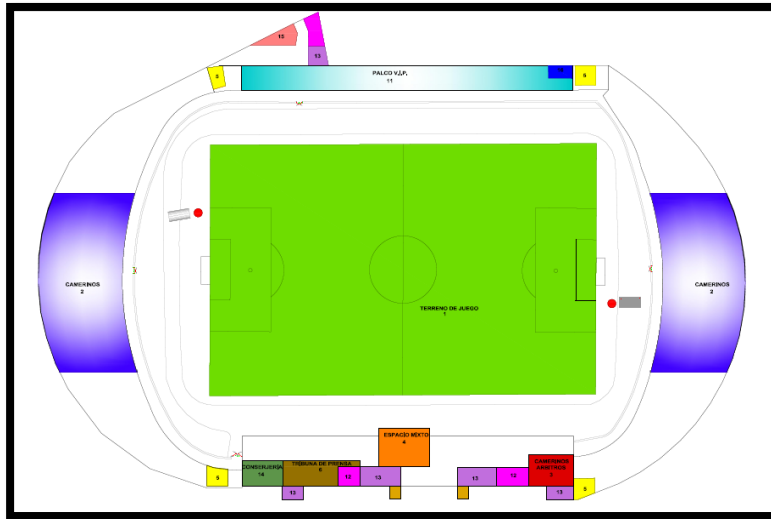 13
13
PALCO V.I.P.
11
5
5
CAMERINOS
2
CAMERINOS
2
TERRENO DE JUEGO
1
ESPACIO MIXTO
4
CONSERJERÍA
14
TRIBUNA DE PRENSA
6
CAMERINOS
ARBITROS
3
5
12
13
13
12
5
13
13